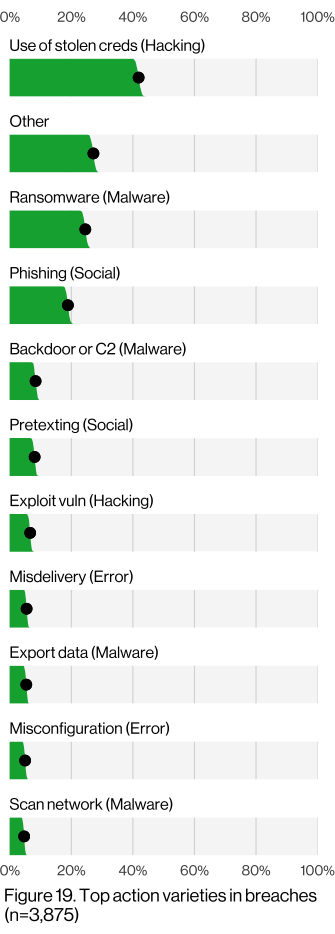 0% 20% 40% 60% 80% 100%
Use of stolen creds (Hacking)
Other
Ransomware (Malware)
Phishing (Social)
Backdoor or C2 (Malware)
Pretexting (Social)
Exploit vuln (Hacking)
Misdelivery (Error)
Export data (Malware)
Misconfiguration (Error)
Scan network (Malware)
0% 20% 40% 60% 80% 100%
Figure 19. Top action varieties in breaches
(n=3,875)